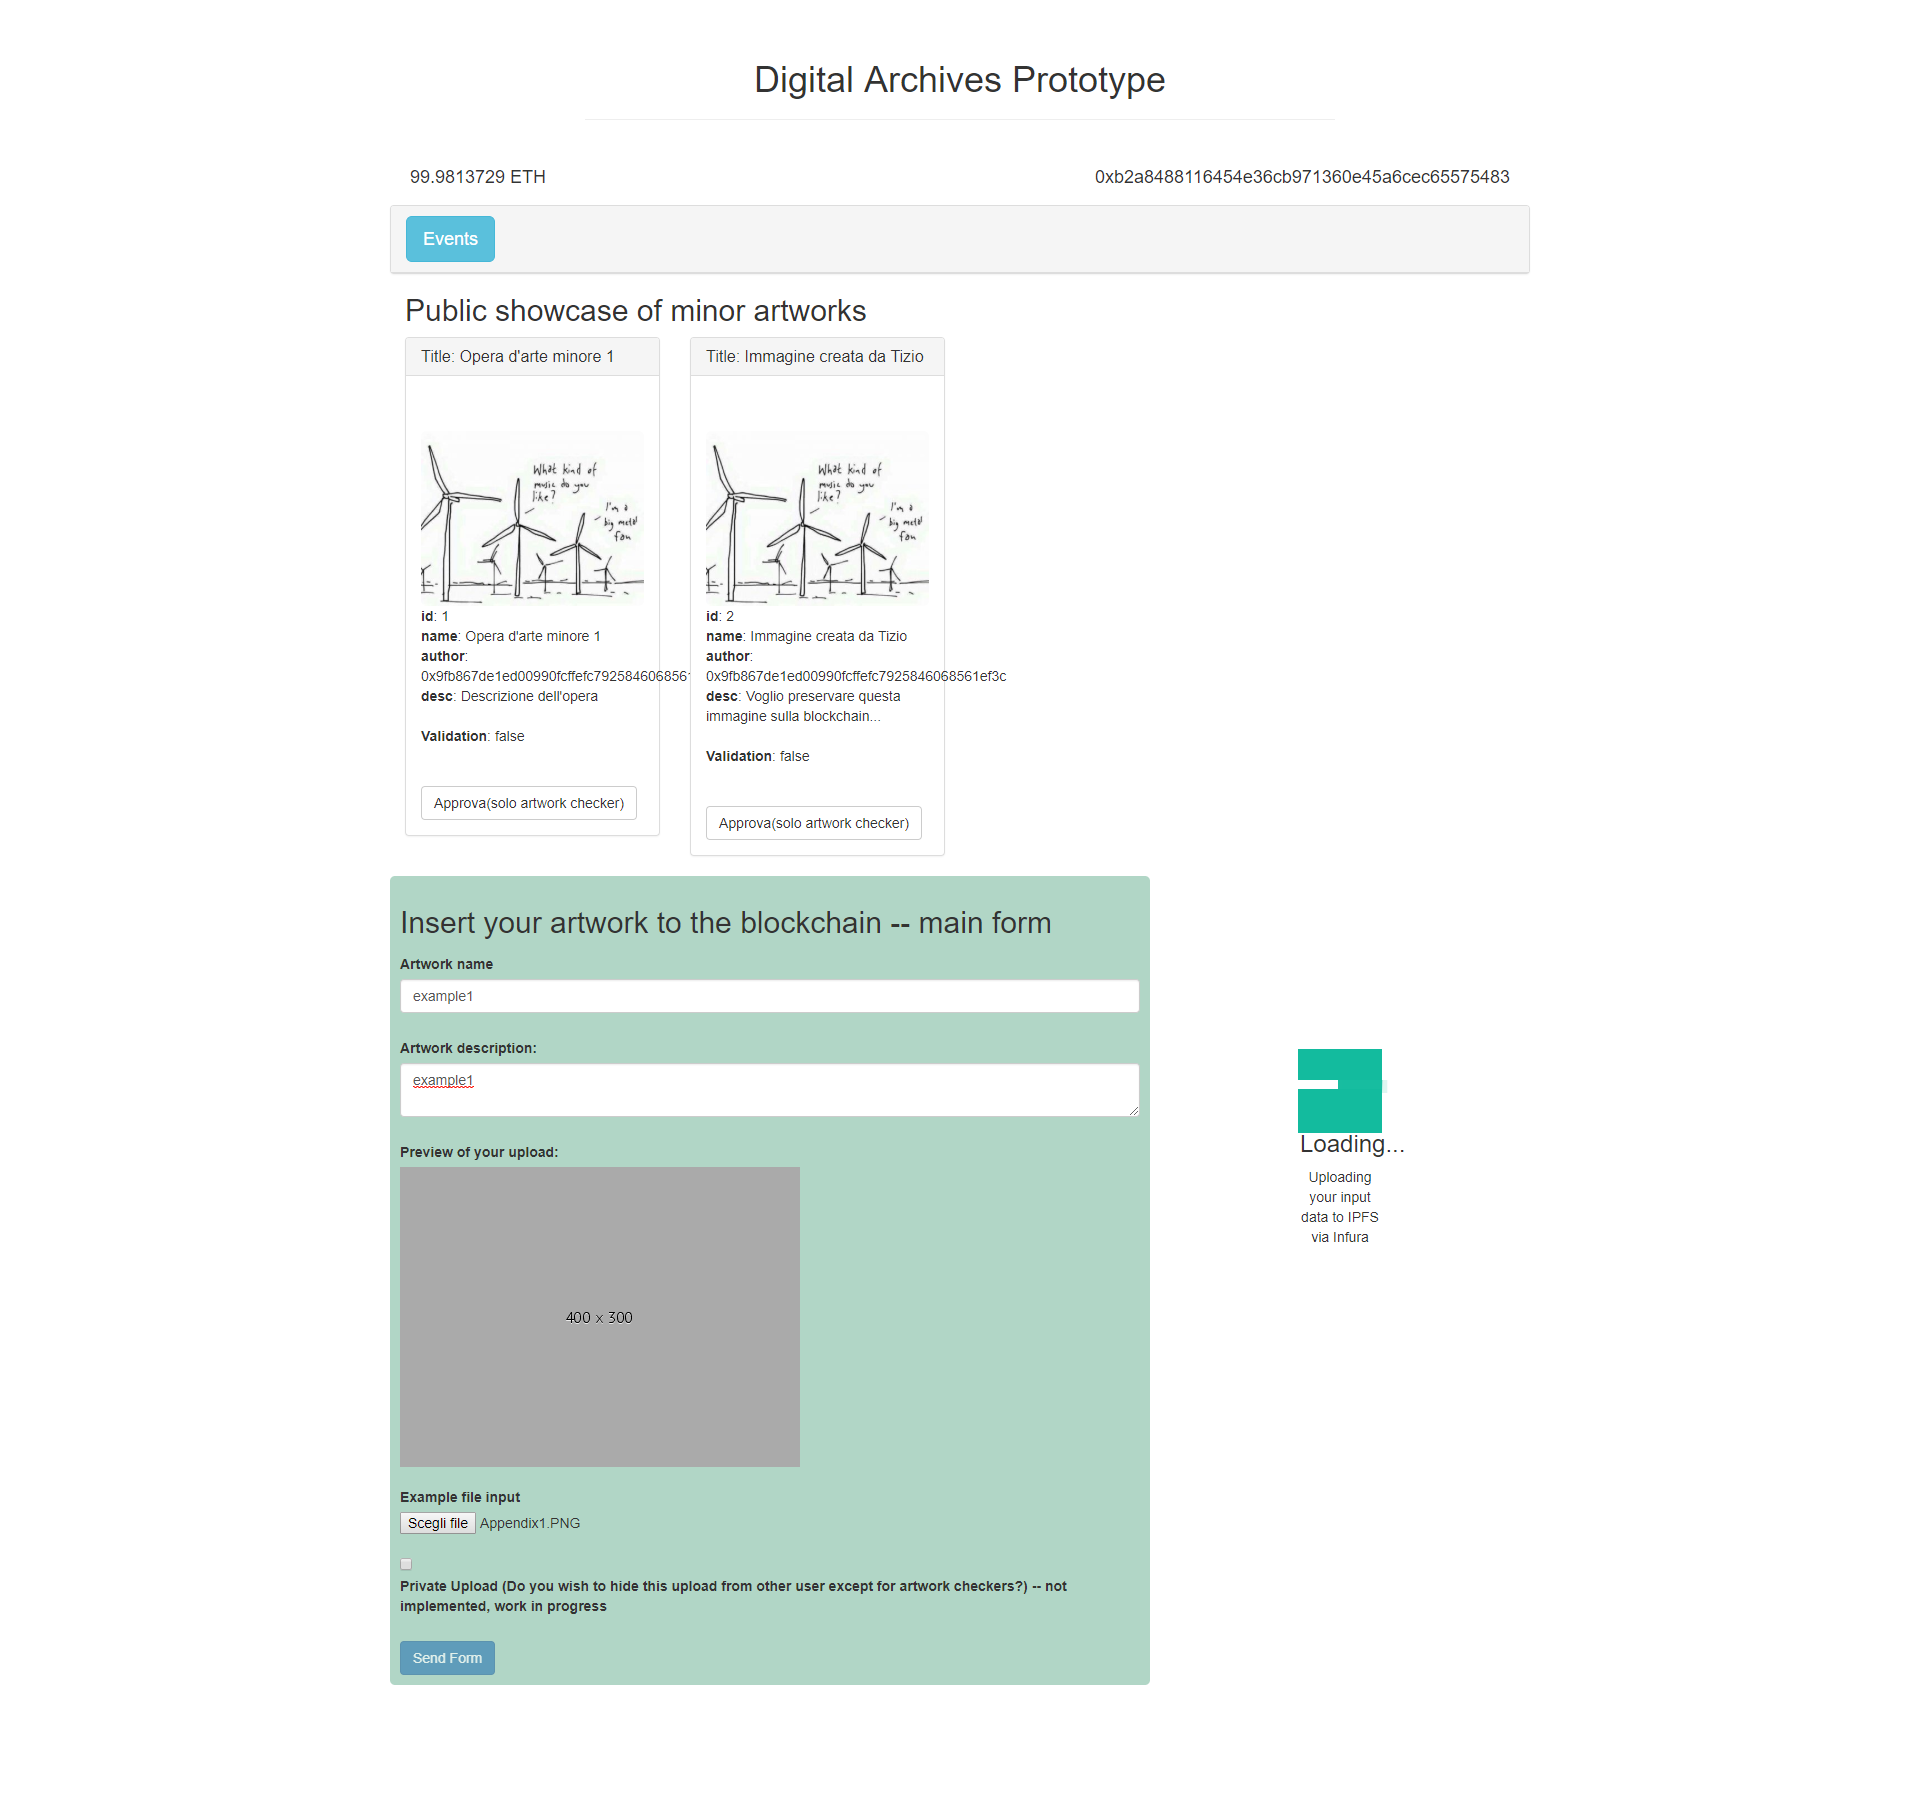 Digital Archives Prototype
99.9813729 ETH
0xb2a8488116454e36cb971360e45a6cec65575483
Events
Public showcase of minor artworks
Title: Opera d'arte minore 1
What kind of
music do you
like?
I'm a
big metal
fan
id: 1
name: Opera d'arte minore 1
author:
0x9fb867de1ed00990fcffefc792584606856
desc: Descrizione dell'opera
Validation: false
Approva(solo artwork checker)
Title: Immagine creata da Tizio
What kind of
music do you
like?
I'm a
big metal
fan
id: 2
name: Immagine creata da Tizio
author:
0x9fb867de1ed00990fcffefc7925846068561ef3c
desc: Voglio preservare questa
immagine sulla blockchain...
Validation: false
Approva(solo artwork checker)
Insert your artwork to the blockchain -- main form
Artwork name
example1
Artwork description:
example1
Preview of your upload:
400 x 300
Example file input
Scegli file Appendix1.PNG
Private Upload (Do you wish to hide this upload from other user except for artwork checkers?) -- not
implemented, work in progress
Send Form
Loading...
Uploading
your input
data to IPFS
via Infura